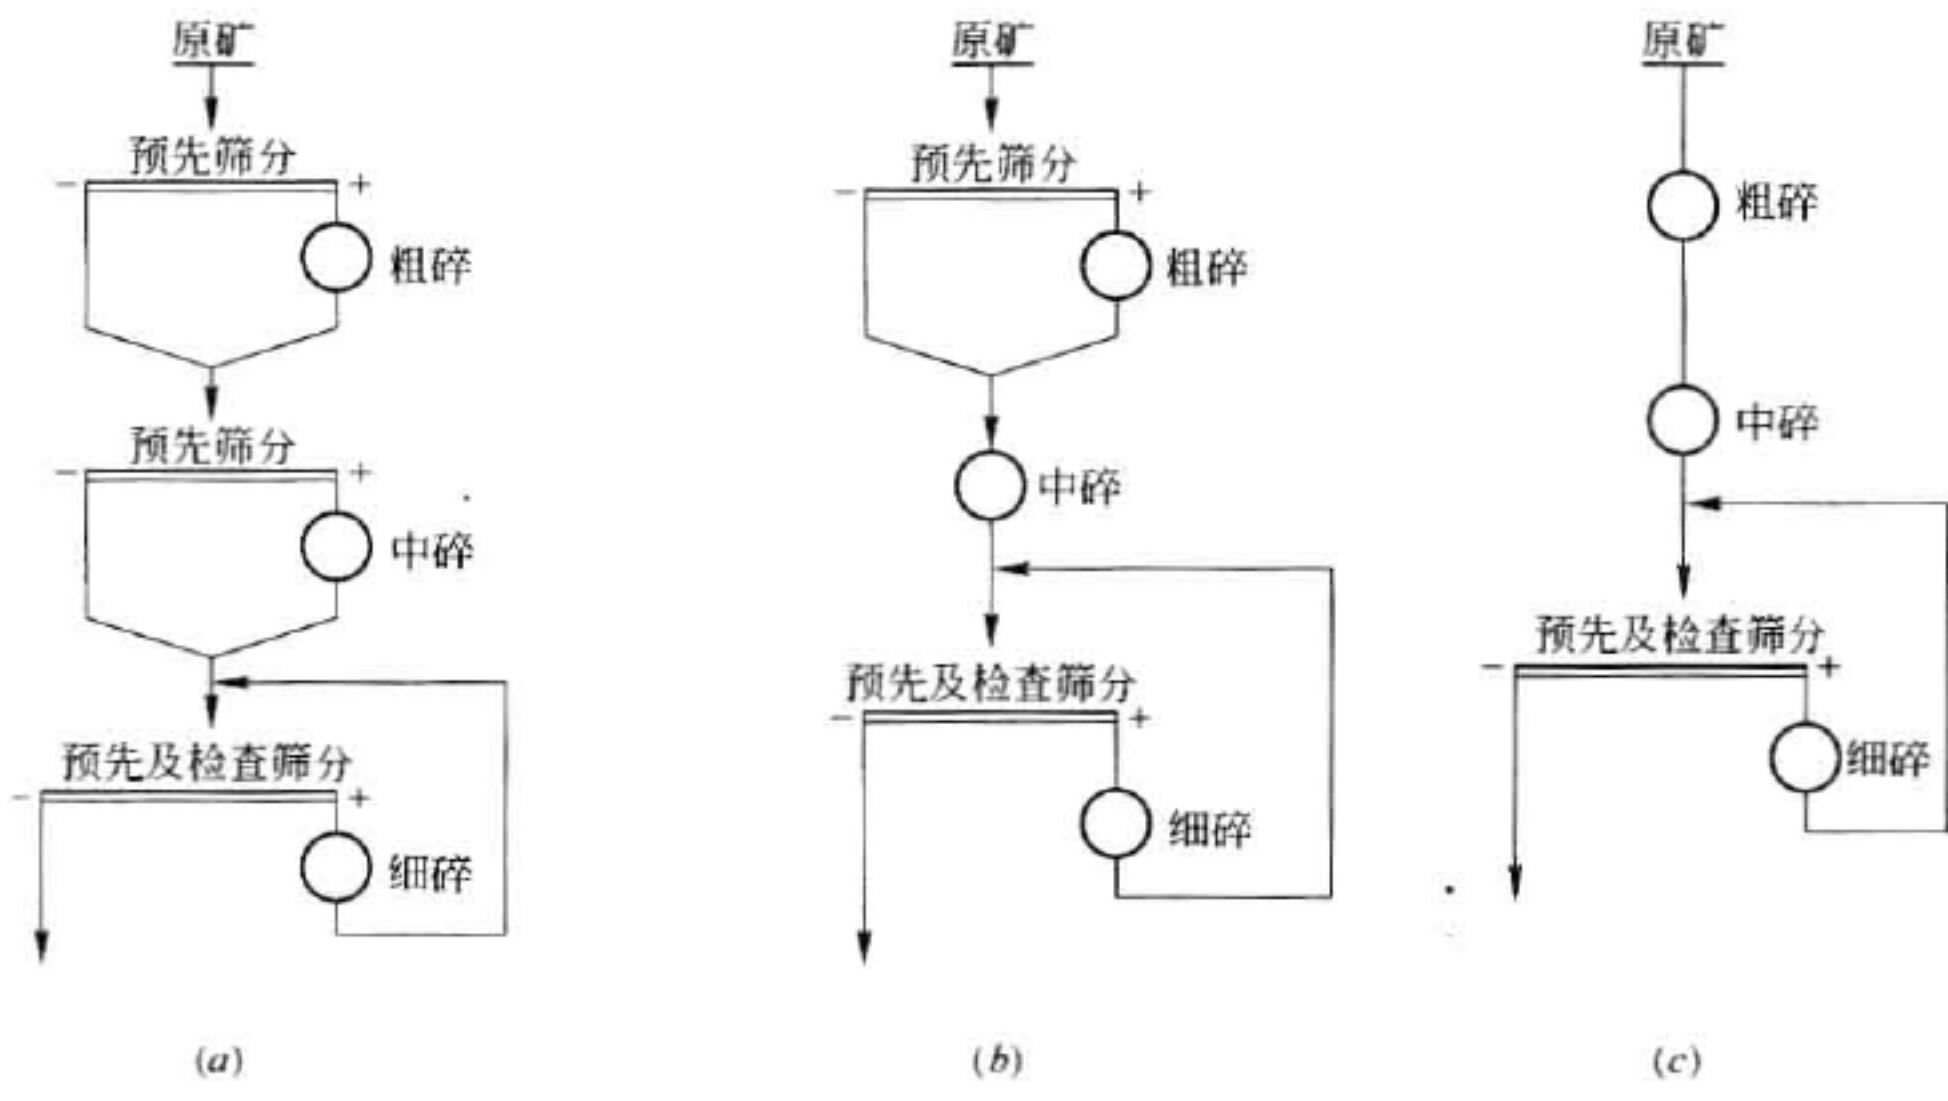 原矿
预先筛分
- +
粗碎
预先筛分
- +
中碎
预先及检查筛分
- +
细碎
(a)
原矿
预先筛分
- +
粗碎
中碎
预先及检查筛分
- +
细碎
(b)
原矿
粗碎
中碎
预先及检查筛分
- +
细碎
(c)